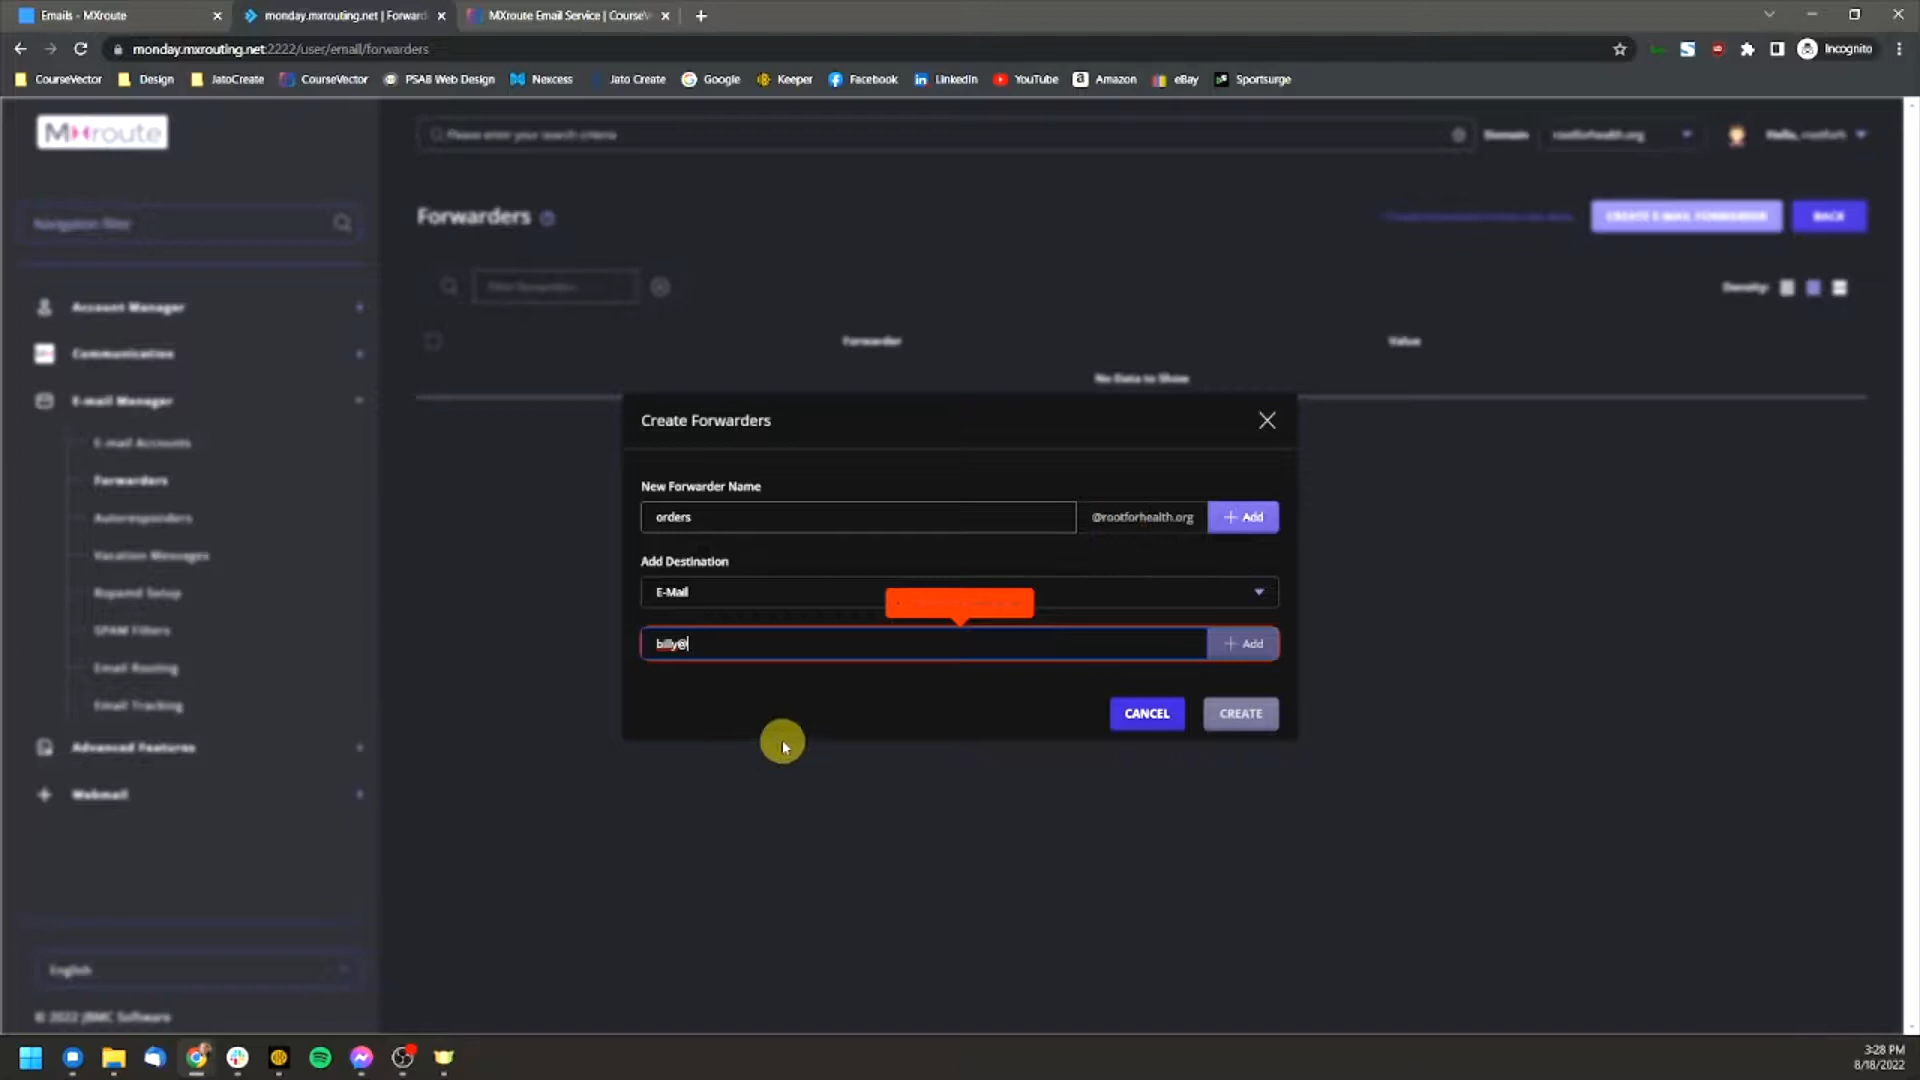 Emails - MXroute
monday.mxrouting.net | Forward
MXroute Email Service | CourseV
monday.mxrouting.net:2222/user/email/forwarders
Incognito
CourseVector
Design
JatoCreate
CourseVector
PSAB Web Design
Nexcess
Jato Create
Google
Keeper
Facebook
LinkedIn
YouTube
Amazon
eBay
Sportsurge
MXroute
Please enter your search criteria
Domain
rootforhealth.org
Hello, rootforh
Navigation filter
Forwarders
CREATE E-MAIL FORWARDER
BACK
Account Manager
Density:
Communication
Forwarder
Value
E-mail Manager
No Data to Show
E-mail Accounts
Forwarders
Autoresponders
Vacation Messages
Rspamd Setup
SPAM Filters
Email Routing
Email Tracking
Advanced Features
Webmail
Create Forwarders
New Forwarder Name
orders
@rootforhealth.org
+ Add
Add Destination
E-Mail
billy@
+ Add
CANCEL
CREATE
English
© 2022 JBMC Software
3:28 PM
8/18/2022